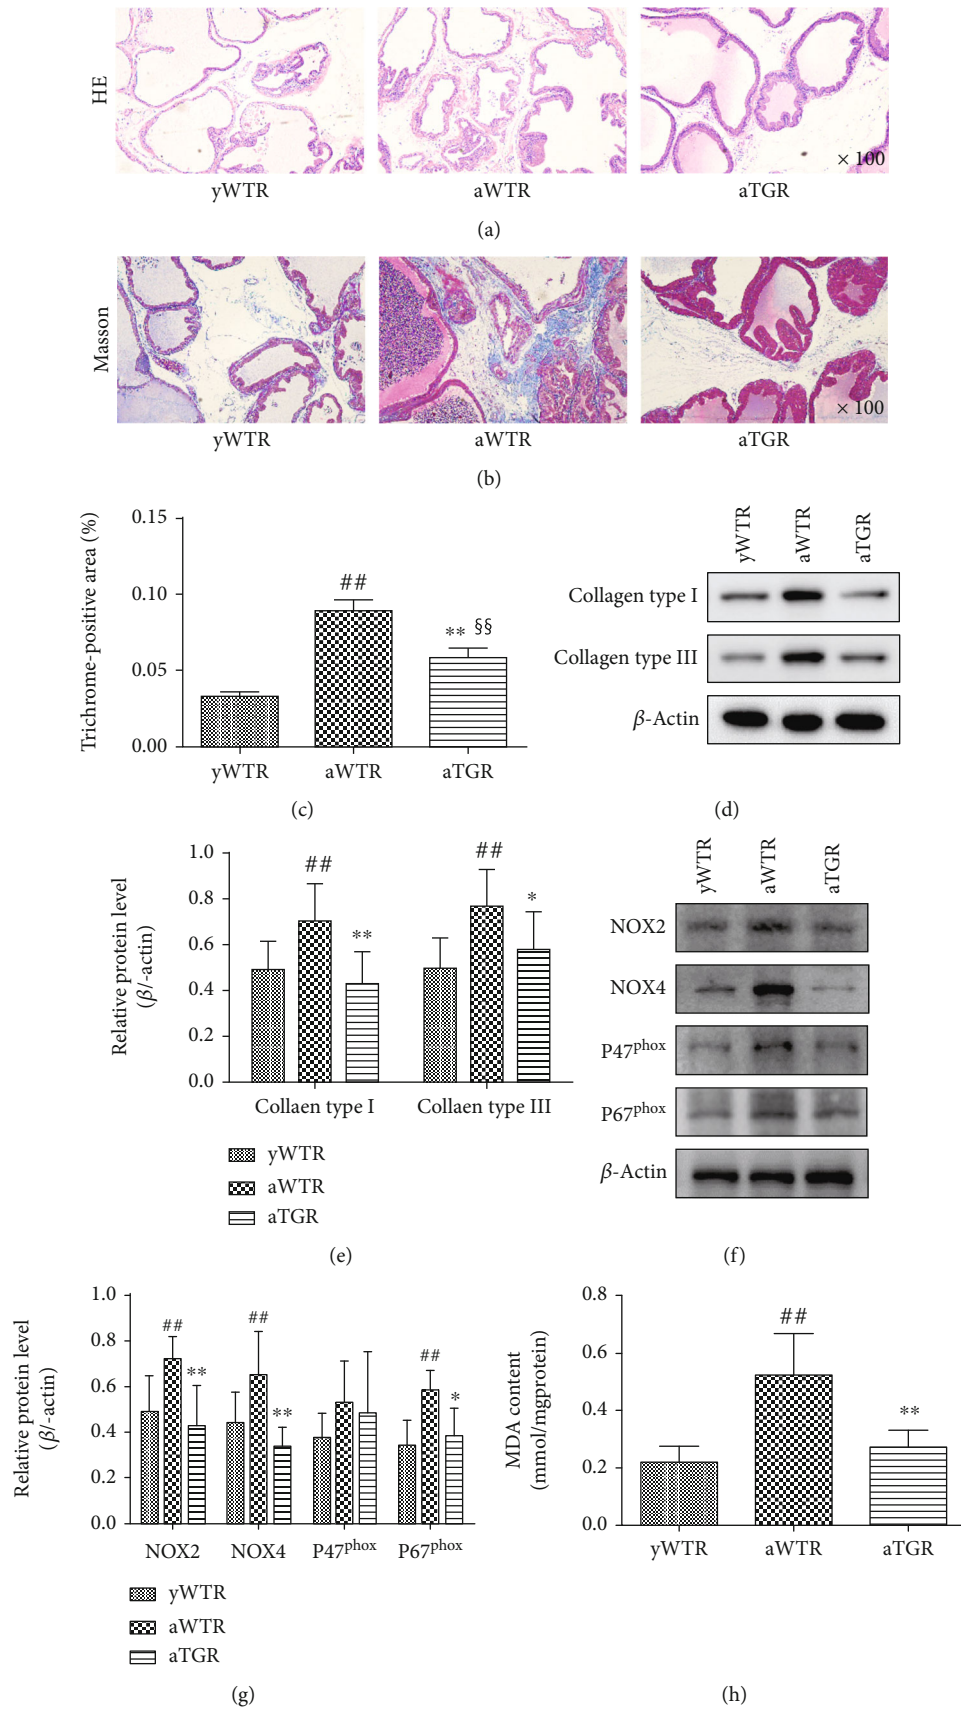 HE
× 100
yWTR aWTR aTGR
(a)
Masson
× 100
yWTR aWTR aTGR
(b)
Trichrome-positive area (%)
0.15
0.10
0.05
0.00
##
** §§
yWTR aWTR aTGR
(c)
yWTR aWTR aTGR
Collagen type I
Collagen type III
β-Actin
(d)
Relative protein level
(β/-actin)
1.0
0.8
0.6
0.4
0.2
0.0
## ** ## *
Collaen type I Collaen type III
yWTR
aWTR
aTGR
(e)
yWTR aWTR aTGR
NOX2
NOX4
P47phox
P67phox
β-Actin
(f)
Relative protein level
(β/-actin)
1.0
0.8
0.6
0.4
0.2
0.0
## ** ## ** ## *
NOX2 NOX4 P47phox P67phox
yWTR
aWTR
aTGR
(g)
MDA content
(mmol/mgprotein)
0.8
0.6
0.4
0.2
0.0
##
**
yWTR aWTR aTGR
(h)